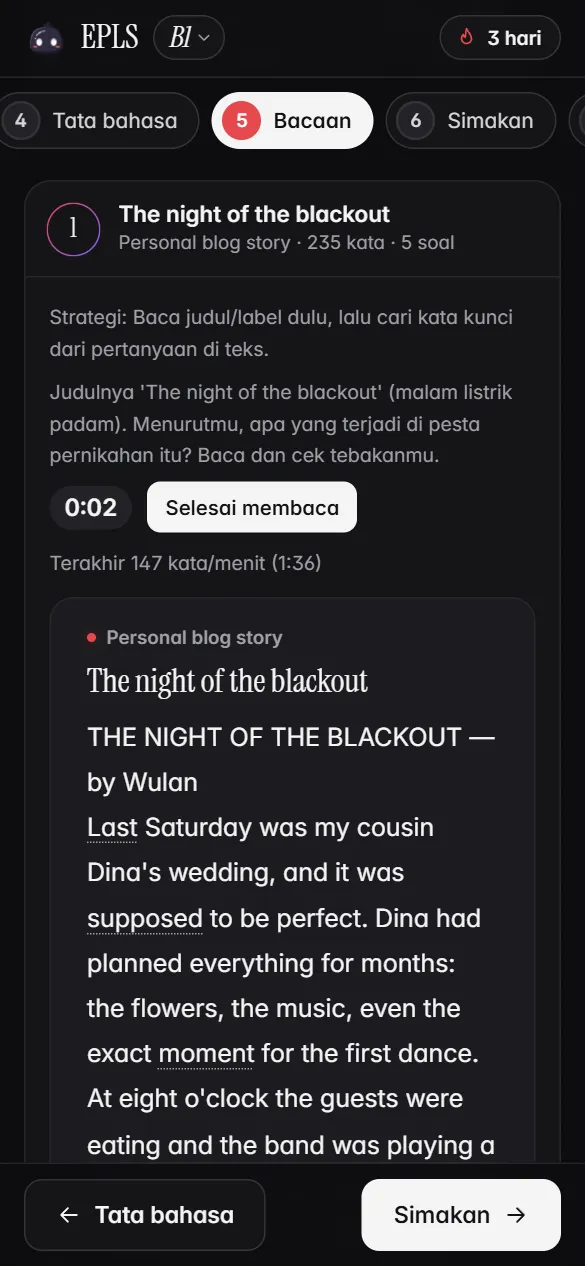 EPLS B1
3 hari
4 Tata bahasa
5 Bacaan
6 Simakan
1
The night of the blackout
Personal blog story · 235 kata · 5 soal
Strategi: Baca judul/label dulu, lalu cari kata kunci
dari pertanyaan di teks.
Judulnya 'The night of the blackout' (malam listrik
padam). Menurutmu, apa yang terjadi di pesta
pernikahan itu? Baca dan cek tebakanmu.
0:02 Selesai membaca
Terakhir 147 kata/menit (1:36)
Personal blog story
The night of the blackout
THE NIGHT OF THE BLACKOUT —
by Wulan
Last Saturday was my cousin
Dina's wedding, and it was
supposed to be perfect. Dina had
planned everything for months:
the flowers, the music, even the
exact moment for the first dance.
At eight o'clock the guests were
eating and the band was playing a
← Tata bahasa
Simakan →